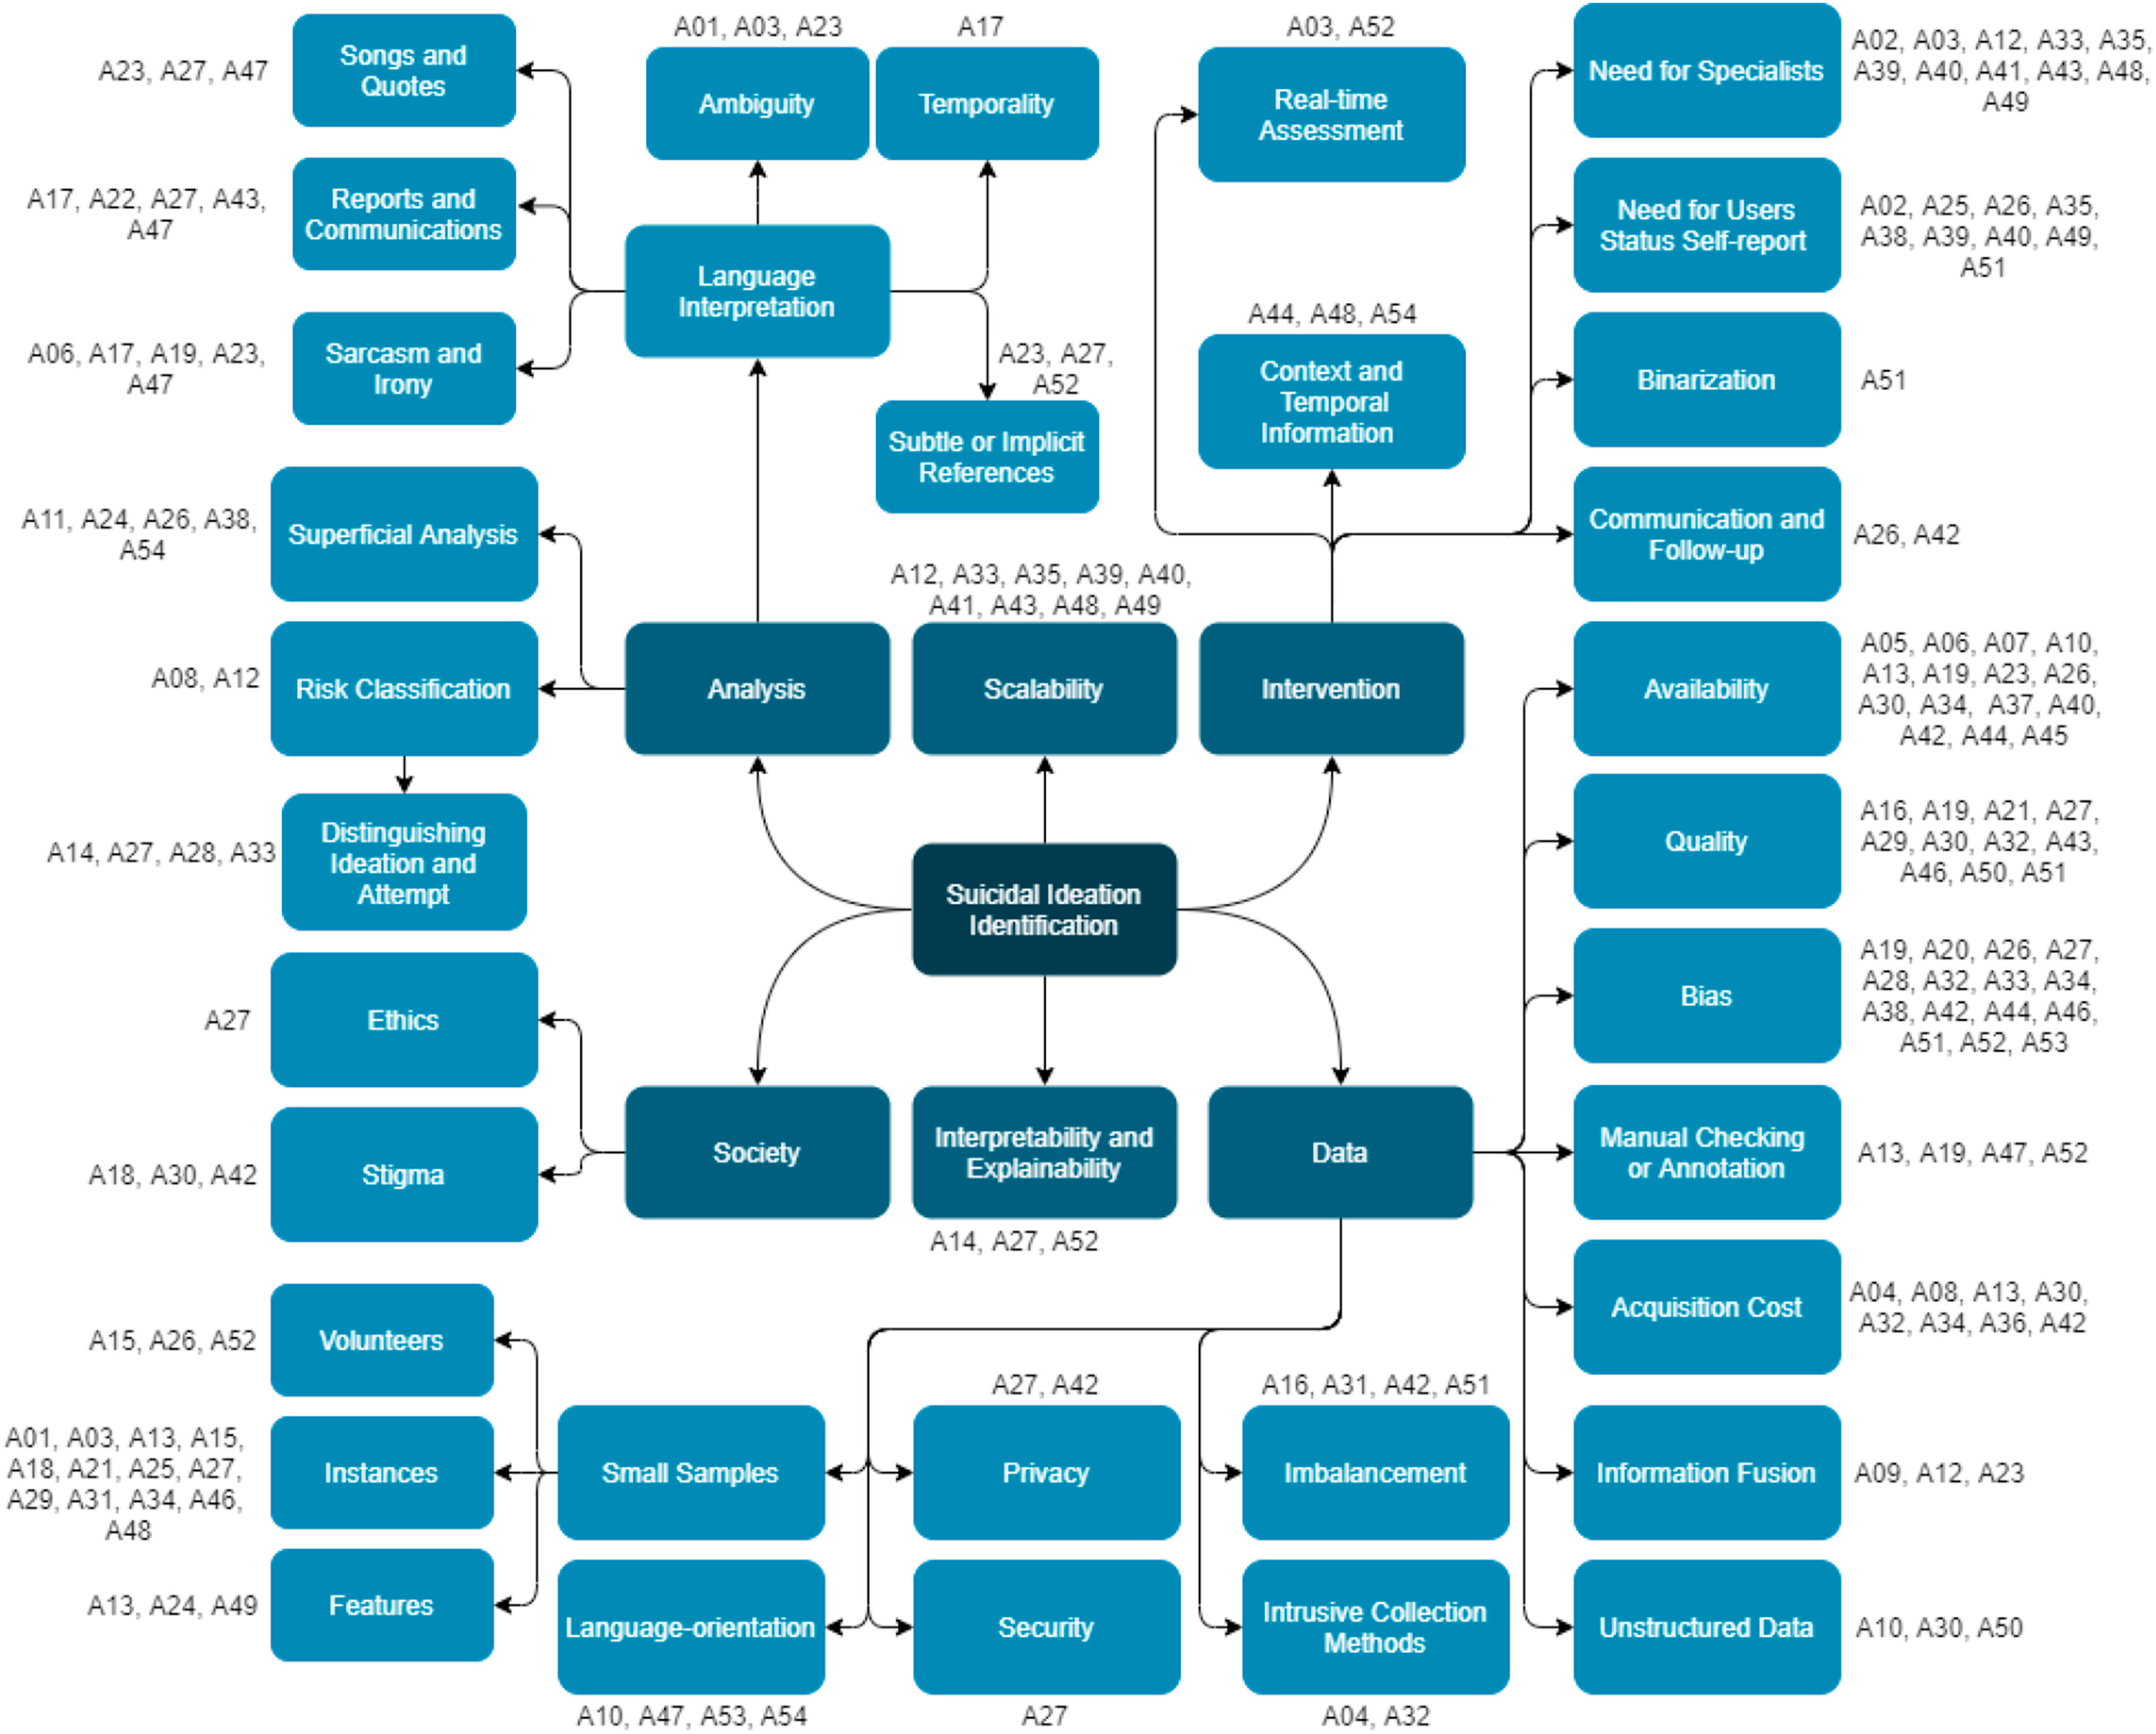 Songs and
Quotes
A23, A27, A47
Reports and
Communications
A17, A22, A27, A43,
A47
Sarcasm and
Irony
A06, A17, A19, A23,
A47
A01, A03, A23
Ambiguity
A17
Temporality
Language
Interpretation
A23, A27,
A52
Subtle or Implicit
References
A03, A52
Real-time
Assessment
A44, A48, A54
Context and
Temporal
Information
Need for Specialists
A02, A03, A12, A33, A35,
A39, A40, A41, A43, A48,
A49
Need for Users
Status Self-report
A02, A25, A26, A35,
A38, A39, A40, A49,
A51
Binarization
A51
Communication and
Follow-up
A26, A42
Superficial Analysis
A11, A24, A26, A38,
A54
Risk Classification
A08, A12
Distinguishing
Ideation and
Attempt
A14, A27, A28, A33
Analysis
A12, A33, A35, A39, A40,
A41, A43, A48, A49
Scalability
Intervention
Suicidal Ideation
Identification
Availability
A05, A06, A07, A10,
A13, A19, A23, A26,
A30, A34, A37, A40,
A42, A44, A45
Quality
A16, A19, A21, A27,
A29, A30, A32, A43,
A46, A50, A51
Bias
A19, A20, A26, A27,
A28, A32, A33, A34,
A38, A42, A44, A46,
A51, A52, A53
Manual Checking
or Annotation
A13, A19, A47, A52
Acquisition Cost
A04, A08, A13, A30,
A32, A34, A36, A42
Information Fusion
A09, A12, A23
Unstructured Data
A10, A30, A50
Ethics
A27
Stigma
A18, A30, A42
Society
Interpretability and
Explainability
A14, A27, A52
Data
Volunteers
A15, A26, A52
Instances
A01, A03, A13, A15,
A18, A21, A25, A27,
A29, A31, A34, A46,
A48
Features
A13, A24, A49
Small Samples
Language-orientation
A10, A47, A53, A54
A27, A42
Privacy
Security
A27
A16, A31, A42, A51
Imbalancement
Intrusive Collection
Methods
A04, A32